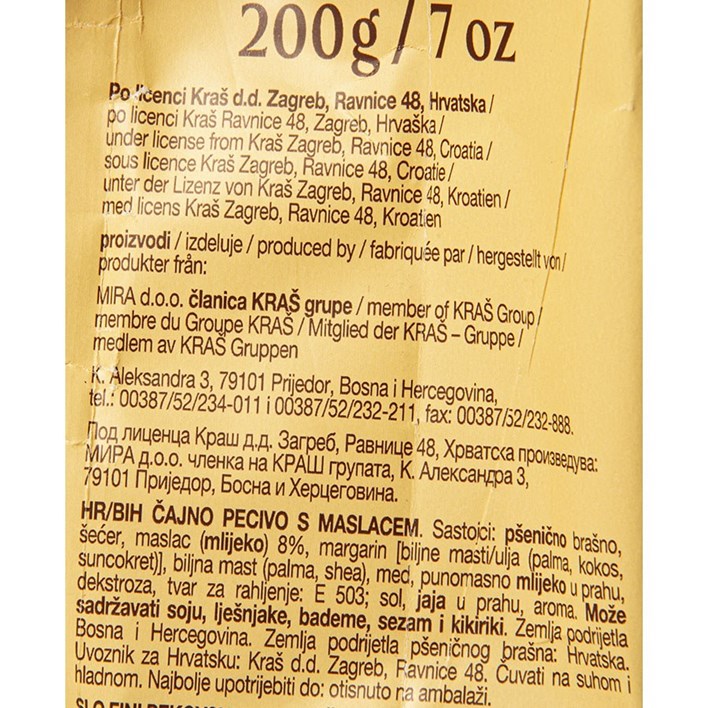 200g / 7 oz
Po licenci Kraš d.d. Zagreb, Ravnice 48, Hrvatska /
po licenci Kraš Ravnice 48, Zagreb, Hrvaška /
under license from Kraš Zagreb, Ravnice 48, Croatia /
sous licence Kraš Zagreb, Ravnice 48, Croatie /
unter der Lizenz von Kraš Zagreb, Ravnice 48, Kroatien /
med licens Kraš Zagreb, Ravnice 48, Kroatien
proizvodi / izdeluje / produced by / fabriquée par / hergestellt von /
produkter från:
MIRA d.o.o. članica KRAŠ grupe / member of KRAŠ Group /
membre du Groupe KRAŠ / Mitglied der KRAŠ – Gruppe /
medlem av KRAŠ Gruppen
K. Aleksandra 3, 79101 Prijedor, Bosna i Hercegovina,
tel.: 00387/52/234-011 i 00387/52/232-211, fax: 00387/52/232-888.
Под лиценца Краш д.д. Загреб, Равнице 48, Хрватска произведува:
МИРА д.о.о. членка на КРАШ групата, К. Александра 3,
79101 Приједор, Босна и Херцеговина.
HR/BIH ČAJNO PECIVO S MASLACEM. Sastojci: pšenično brašno,
šećer, maslac (mlijeko) 8%, margarin [biljne masti/ulja (palma, kokos,
suncokret)], biljna mast (palma, shea), med, punomasno mlijeko u prahu,
dekstroza, tvar za rahljenje: E 503; sol, jaja u prahu, aroma. Može
sadržavati soju, lješnjake, bademe, sezam i kikiriki. Zemlja podrijetla
Bosna i Hercegovina. Zemlja podrijetla pšeničnog brašna: Hrvatska.
Uvoznik za Hrvatsku: Kraš d.d. Zagreb, Ravnice 48. Čuvati na suhom i
hladnom. Najbolje upotrijebiti do: otisnuto na ambalaži.
SLO FINI